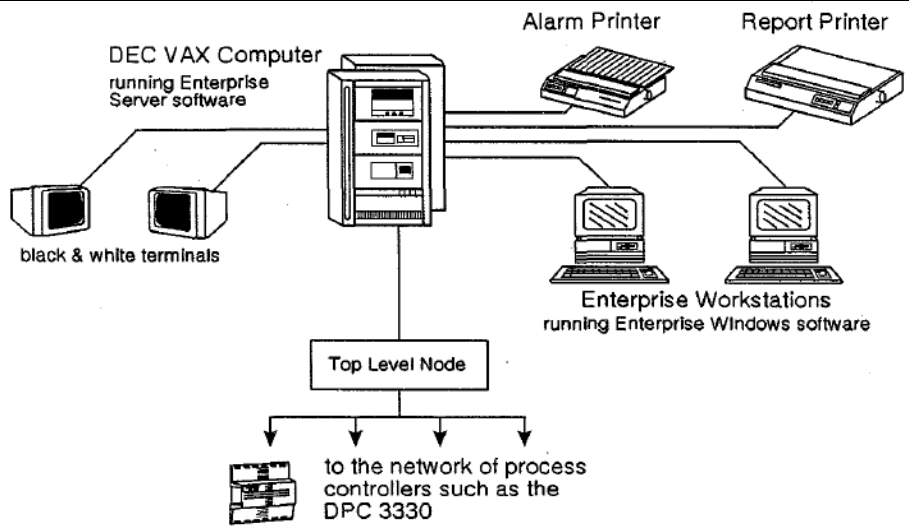 Alarm Printer
Report Printer
DEC VAX Computer
running Enterprise
Server software
black & white terminals
Enterprise Workstations
running Enterprise Windows software
Top Level Node
to the network of process
controllers such as the
DPC 3330